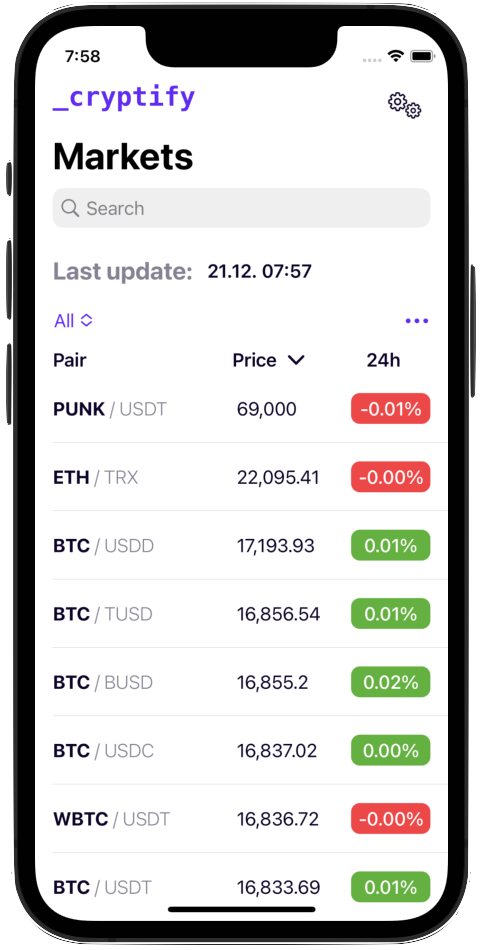 7:58
_cryptify
Markets
Search
Last update: 21.12. 07:57
All
Pair Price 24h
PUNK / USDT 69,000 -0.01%
ETH / TRX 22,095.41 -0.00%
BTC / USDD 17,193.93 0.01%
BTC / TUSD 16,856.54 0.01%
BTC / BUSD 16,855.2 0.02%
BTC / USDC 16,837.02 0.00%
WBTC / USDT 16,836.72 -0.00%
BTC / USDT 16,833.69 0.01%